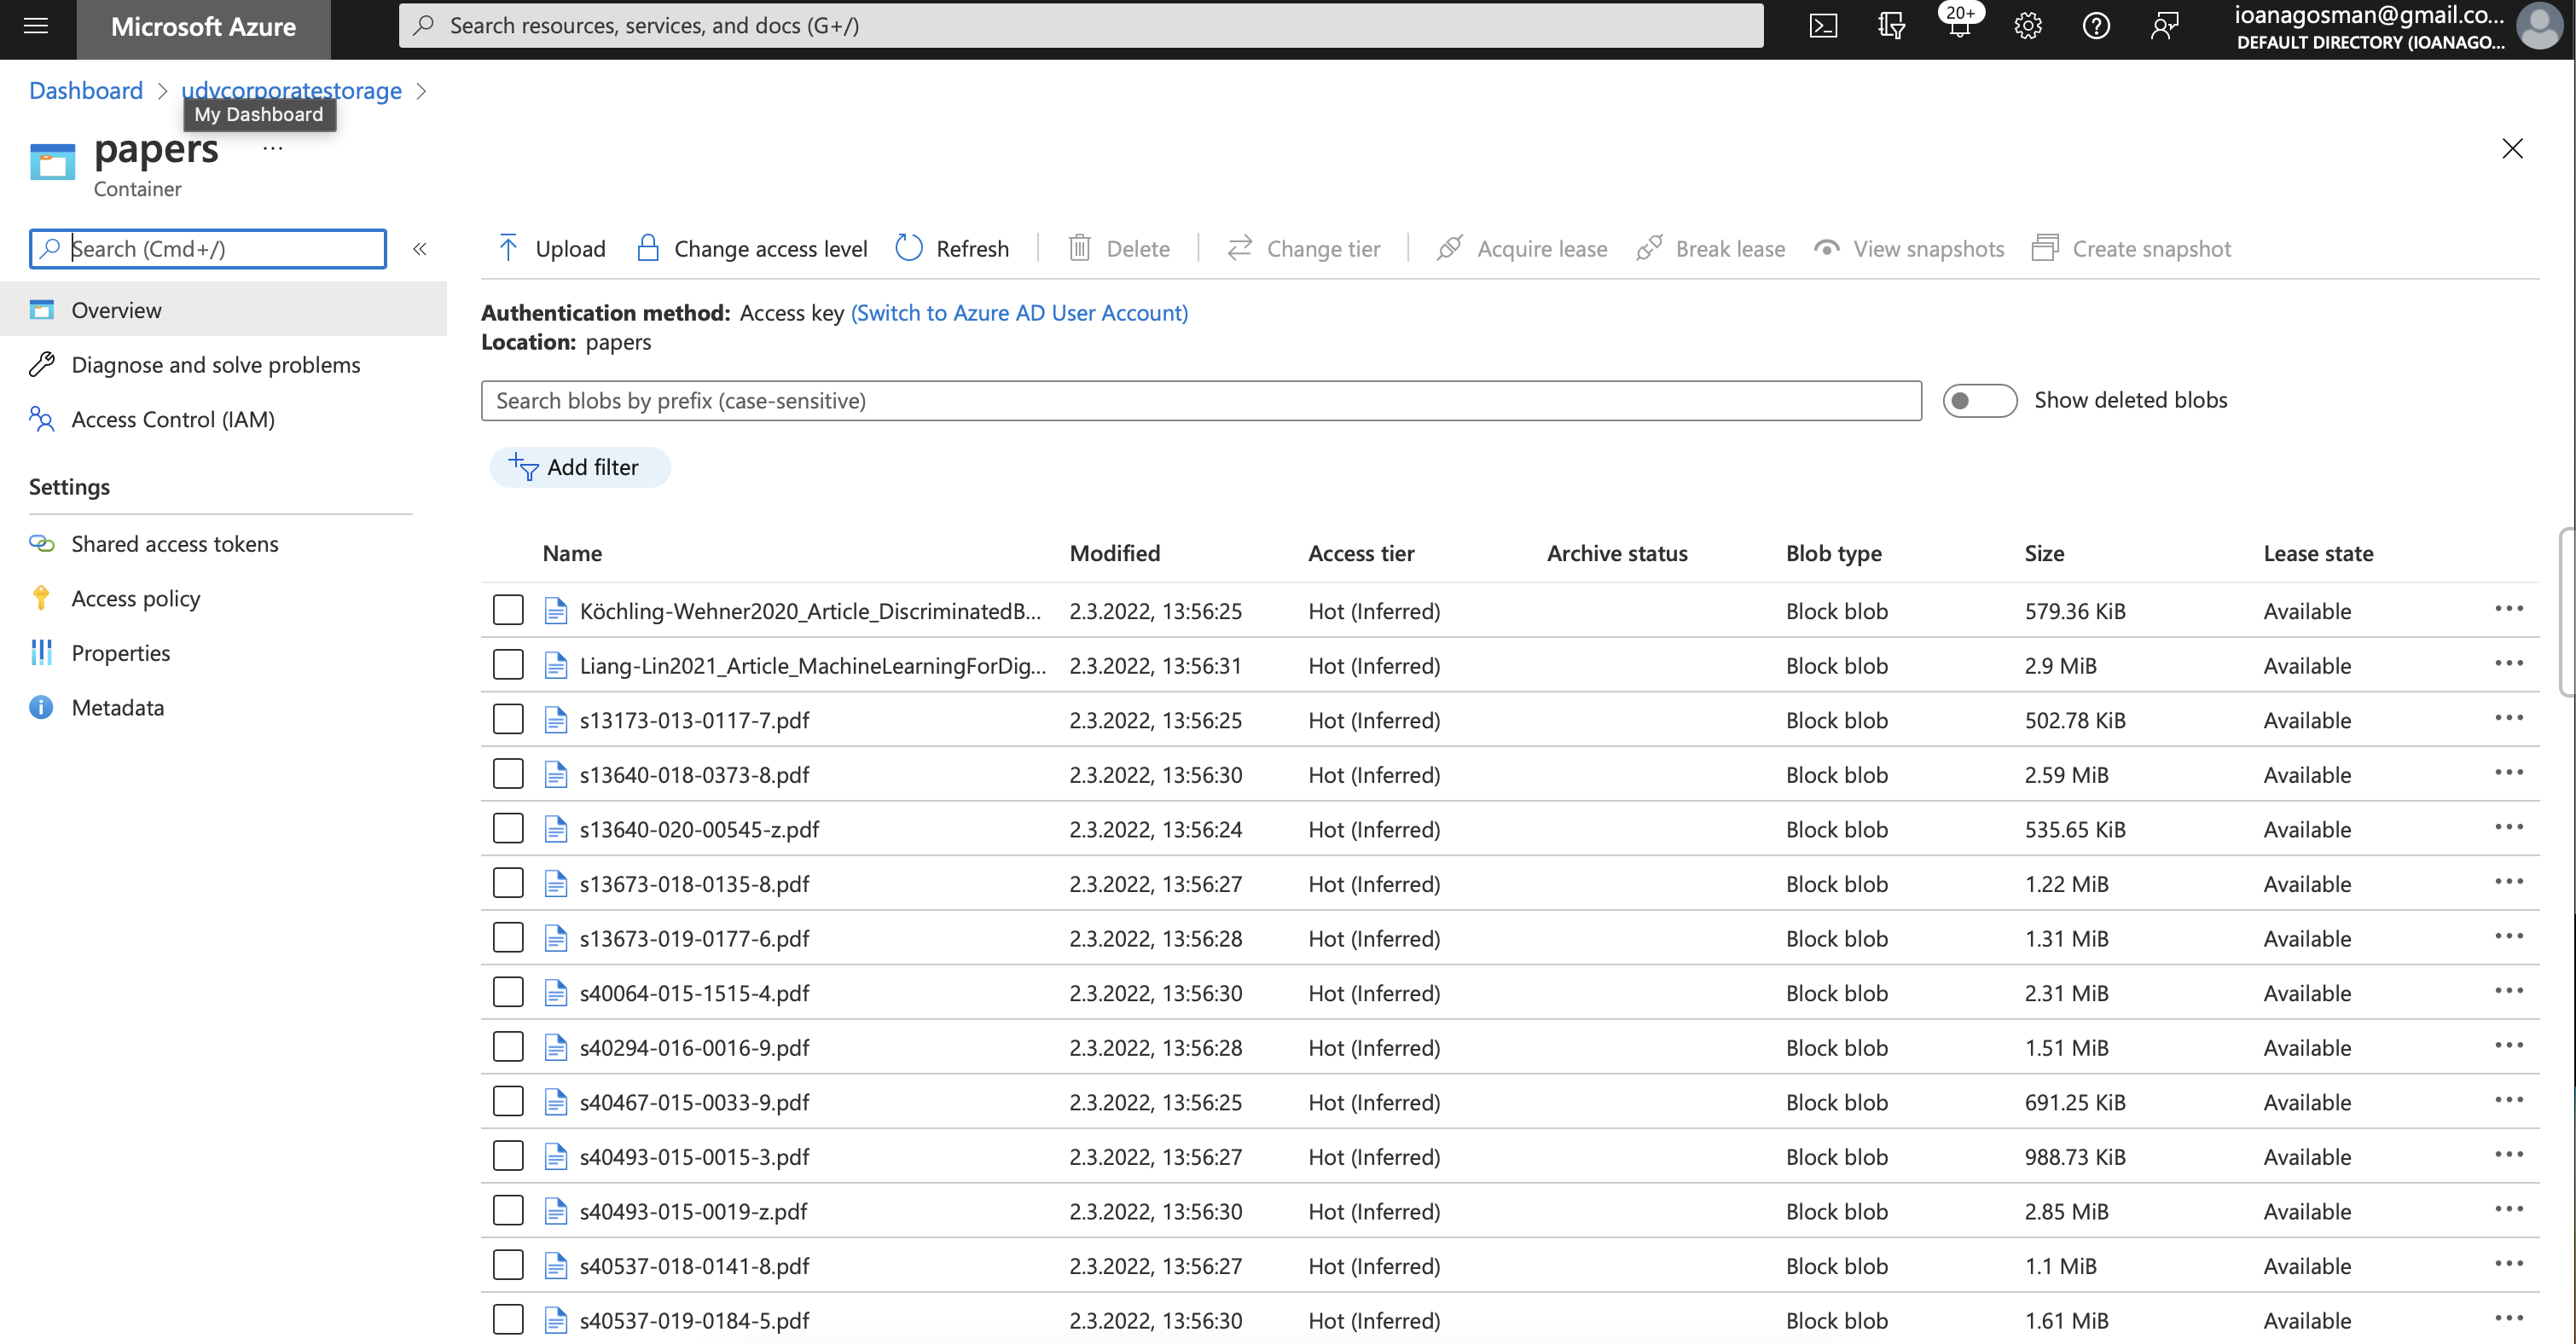 Microsoft Azure
Search resources, services, and docs (G+/)
20+
ioanagosman@gmail.co...
DEFAULT DIRECTORY (IOANAGO...
Dashboard > udycorporatestorage >
My Dashboard
papers ...
Container
Search (Cmd+/) «
Upload Change access level Refresh Delete Change tier Acquire lease Break lease View snapshots Create snapshot
Overview
Diagnose and solve problems
Access Control (IAM)
Settings
Shared access tokens
Access policy
Properties
Metadata
Authentication method: Access key (Switch to Azure AD User Account)
Location: papers
Search blobs by prefix (case-sensitive) Show deleted blobs
Add filter
Name Modified Access tier Archive status Blob type Size Lease state
Köchling-Wehner2020_Article_DiscriminatedB... 2.3.2022, 13:56:25 Hot (Inferred) Block blob 579.36 KiB Available ...
Liang-Lin2021_Article_MachineLearningForDig... 2.3.2022, 13:56:31 Hot (Inferred) Block blob 2.9 MiB Available ...
s13173-013-0117-7.pdf 2.3.2022, 13:56:25 Hot (Inferred) Block blob 502.78 KiB Available ...
s13640-018-0373-8.pdf 2.3.2022, 13:56:30 Hot (Inferred) Block blob 2.59 MiB Available ...
s13640-020-00545-z.pdf 2.3.2022, 13:56:24 Hot (Inferred) Block blob 535.65 KiB Available ...
s13673-018-0135-8.pdf 2.3.2022, 13:56:27 Hot (Inferred) Block blob 1.22 MiB Available ...
s13673-019-0177-6.pdf 2.3.2022, 13:56:28 Hot (Inferred) Block blob 1.31 MiB Available ...
s40064-015-1515-4.pdf 2.3.2022, 13:56:30 Hot (Inferred) Block blob 2.31 MiB Available ...
s40294-016-0016-9.pdf 2.3.2022, 13:56:28 Hot (Inferred) Block blob 1.51 MiB Available ...
s40467-015-0033-9.pdf 2.3.2022, 13:56:25 Hot (Inferred) Block blob 691.25 KiB Available ...
s40493-015-0015-3.pdf 2.3.2022, 13:56:27 Hot (Inferred) Block blob 988.73 KiB Available ...
s40493-015-0019-z.pdf 2.3.2022, 13:56:30 Hot (Inferred) Block blob 2.85 MiB Available ...
s40537-018-0141-8.pdf 2.3.2022, 13:56:27 Hot (Inferred) Block blob 1.1 MiB Available ...
s40537-019-0184-5.pdf 2.3.2022, 13:56:30 Hot (Inferred) Block blob 1.61 MiB Available ...